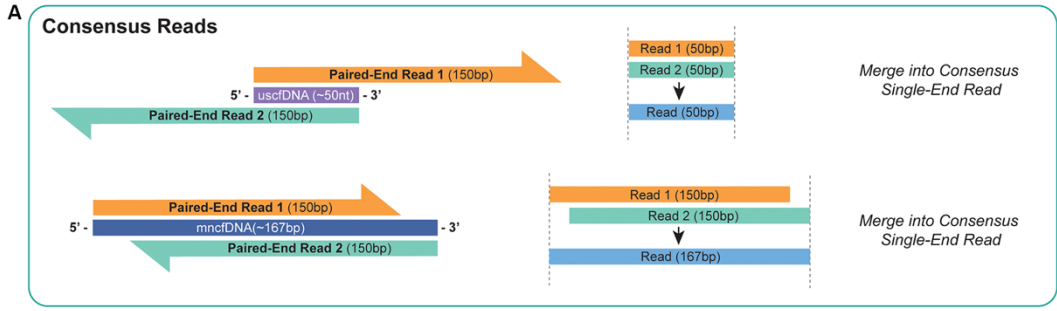 A
Consensus Reads
Paired-End Read 1 (150bp)
5' - uscfDNA (~50nt) - 3'
Paired-End Read 2 (150bp)
Read 1 (50bp)
Read 2 (50bp)
Read (50bp)
Merge into Consensus
Single-End Read
Paired-End Read 1 (150bp)
5' - mncfDNA(~167bp) - 3'
Paired-End Read 2 (150bp)
Read 1 (150bp)
Read 2 (150bp)
Read (167bp)
Merge into Consensus
Single-End Read